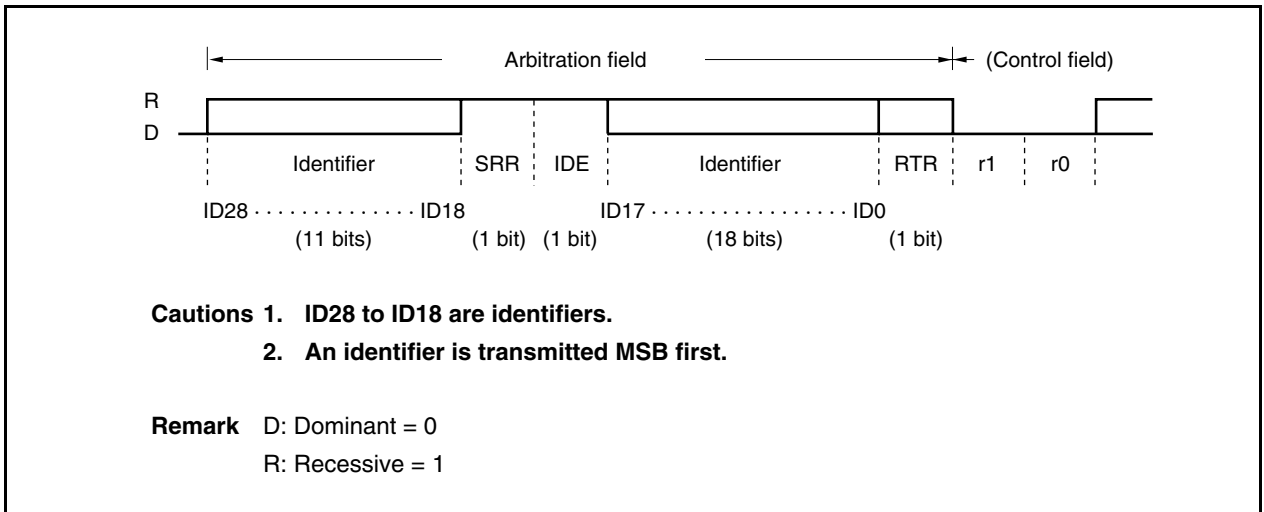 Arbitration field (Control field)
R
D
Identifier SRR IDE Identifier RTR r1 r0
ID28 · · · · · · · · · · · · · · ID18 ID17 · · · · · · · · · · · · · · · · · ID0
(11 bits) (1 bit) (1 bit) (18 bits) (1 bit)
Cautions 1. ID28 to ID18 are identifiers.
2. An identifier is transmitted MSB first.
Remark D: Dominant = 0
R: Recessive = 1